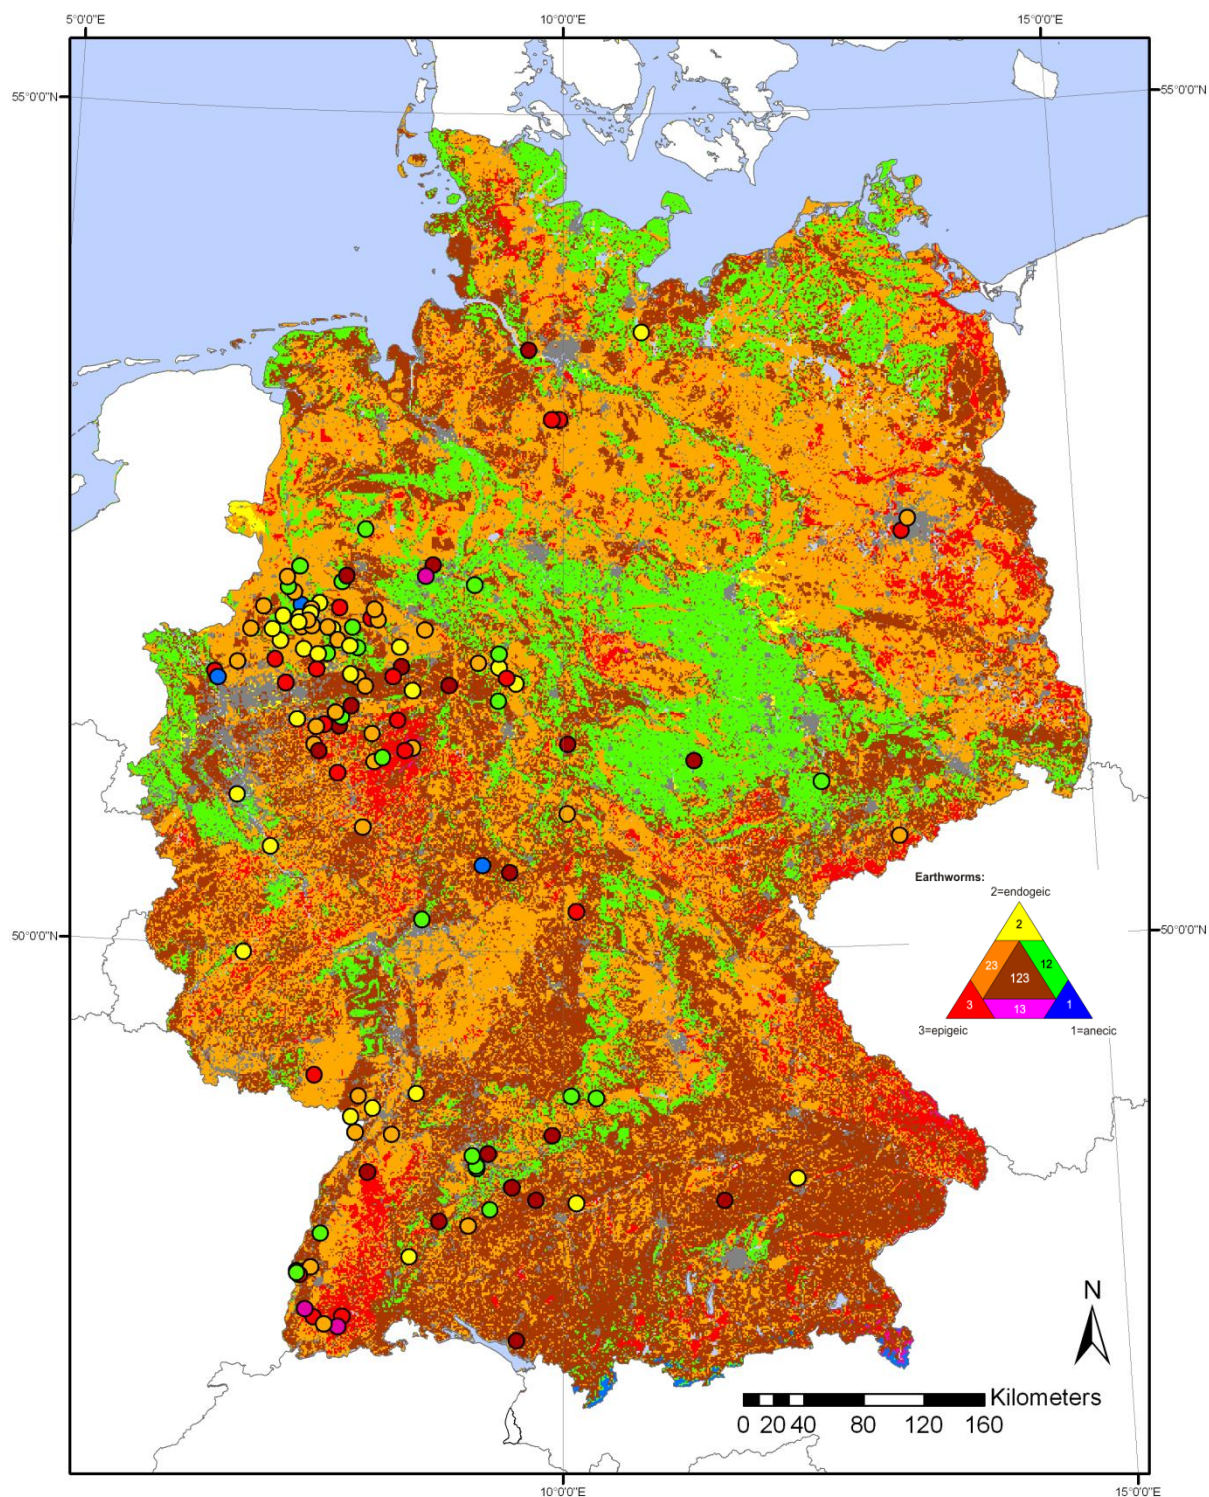 5°0'0"E 10°0'0"E 15°0'0"E
55°0'0"N 55°0'0"N
Earthworms:
2=endogeic
2
23 12
123
3 13 1
3=epigeic 1=anecic
50°0'0"N 50°0'0"N
N
Kilometers
0 20 40 80 120 160
10°0'0"E 15°0'0"E